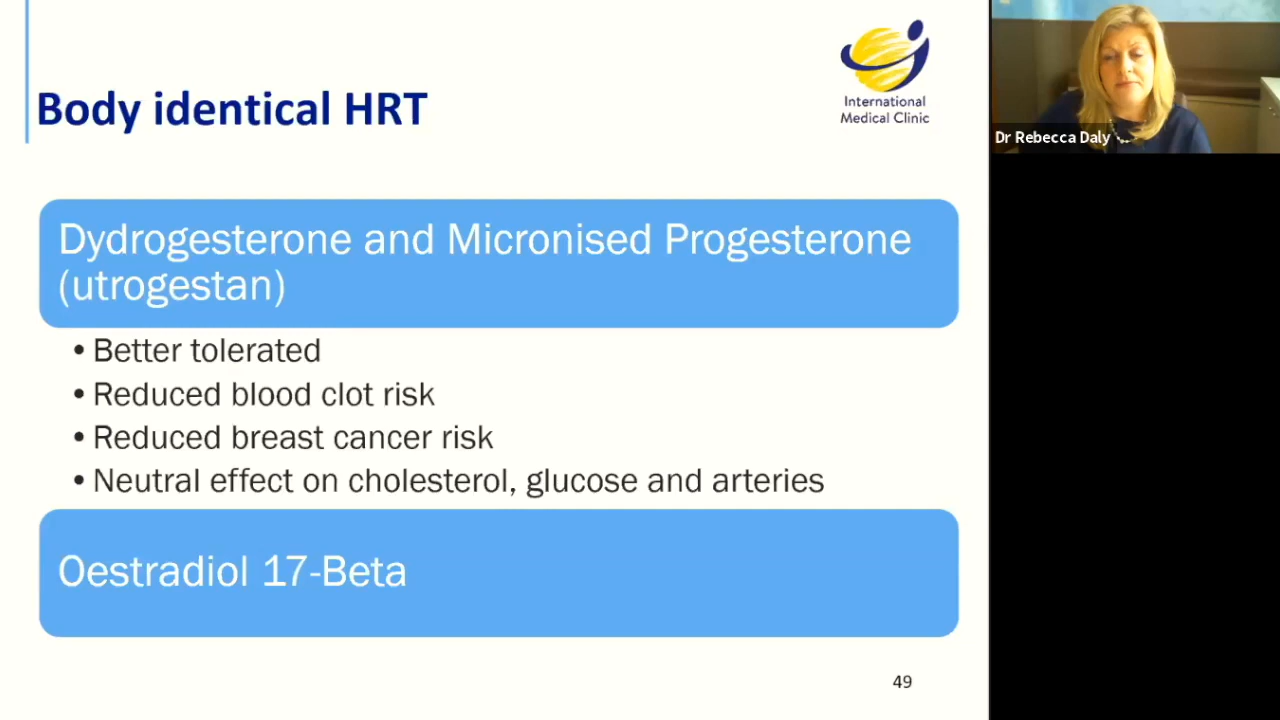 Body identical HRT
International
Medical Clinic
Dr Rebecca Daly
Dydrogesterone and Micronised Progesterone
(utrogestan)
• Better tolerated
• Reduced blood clot risk
• Reduced breast cancer risk
• Neutral effect on cholesterol, glucose and arteries
Oestradiol 17-Beta
49